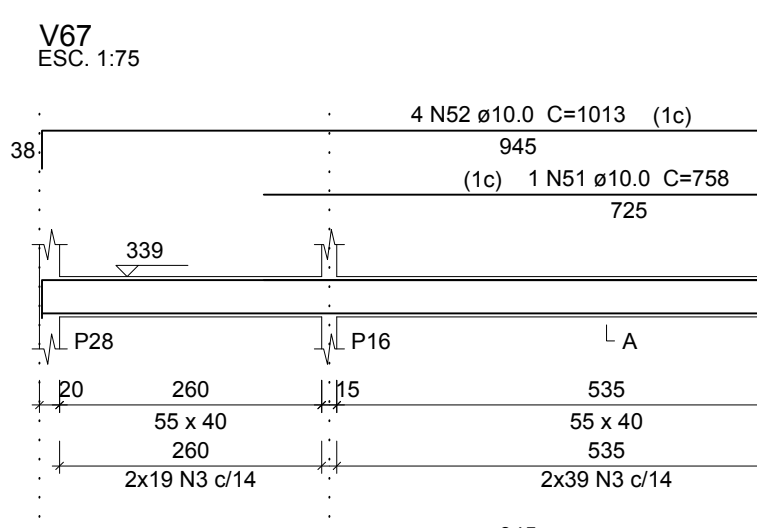 V67
ESC. 1:75
4 N52 ø10.0 C=1013 (1c)
38
945
(1c) 1 N51 ø10.0 C=758
725
339
P28
P16
A
20 260 15 535
55 x 40 55 x 40
260 535
2x19 N3 c/14 2x39 N3 c/14